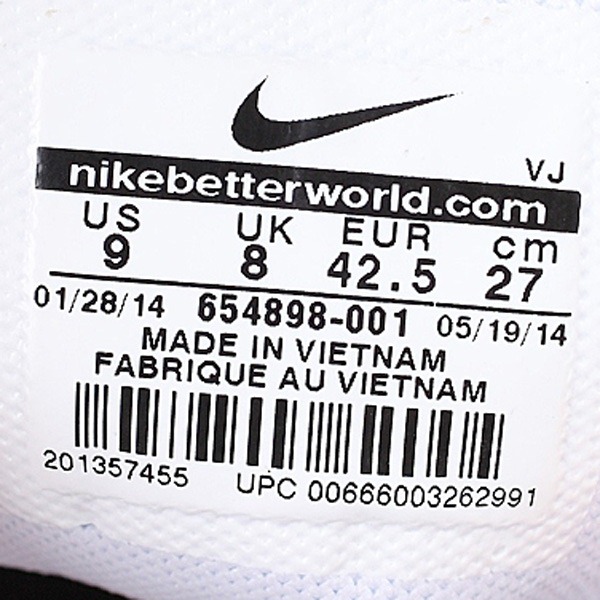 VJ
nikebetterworld.com
US UK EUR cm
9 8 42.5 27
01/28/14 654898-001 05/19/14
MADE IN VIETNAM
FABRIQUE AU VIETNAM
201357455 UPC 00666003262991